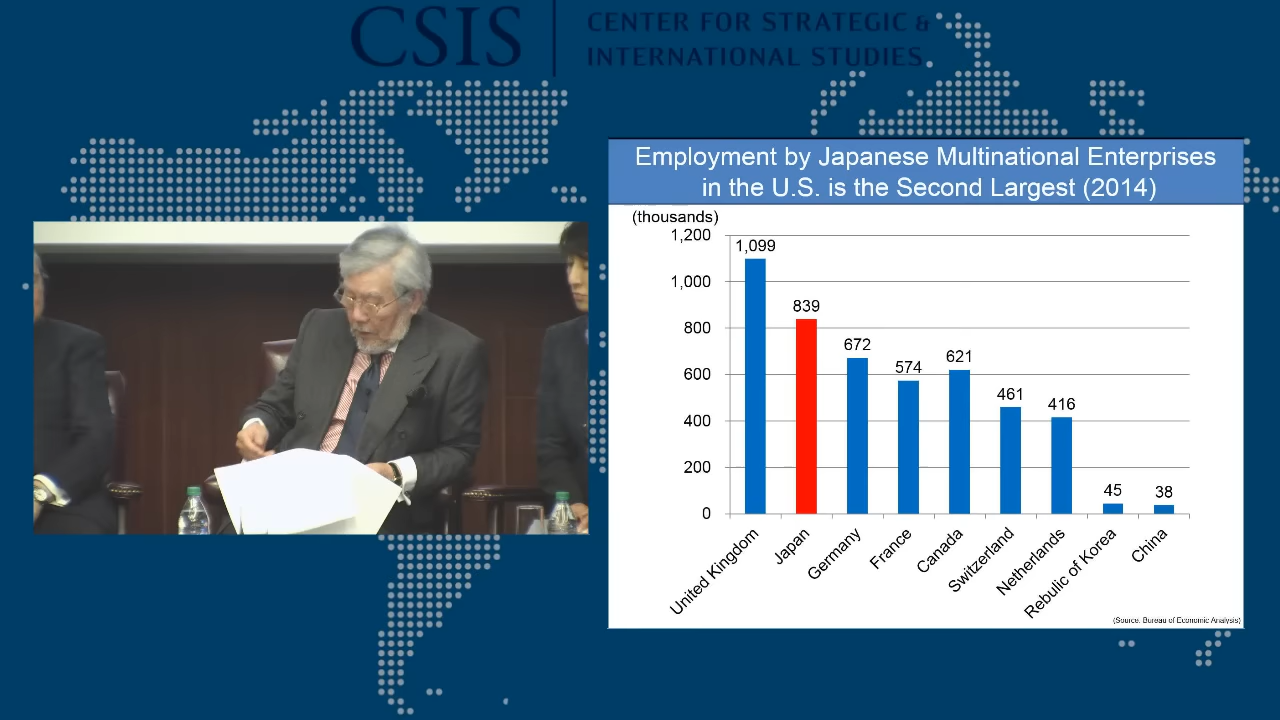 CSIS
CENTER FOR STRATEGIC &
INTERNATIONAL STUDIES
Employment by Japanese Multinational Enterprises
in the U.S. is the Second Largest (2014)
(thousands)
1,200
1,000
800
600
400
200
0
1,099
839
672
574
621
461
416
45
38
United Kingdom
Japan
Germany
France
Canada
Switzerland
Netherlands
Rebulic of Korea
China
(Source: Bureau of Economic Analysis)